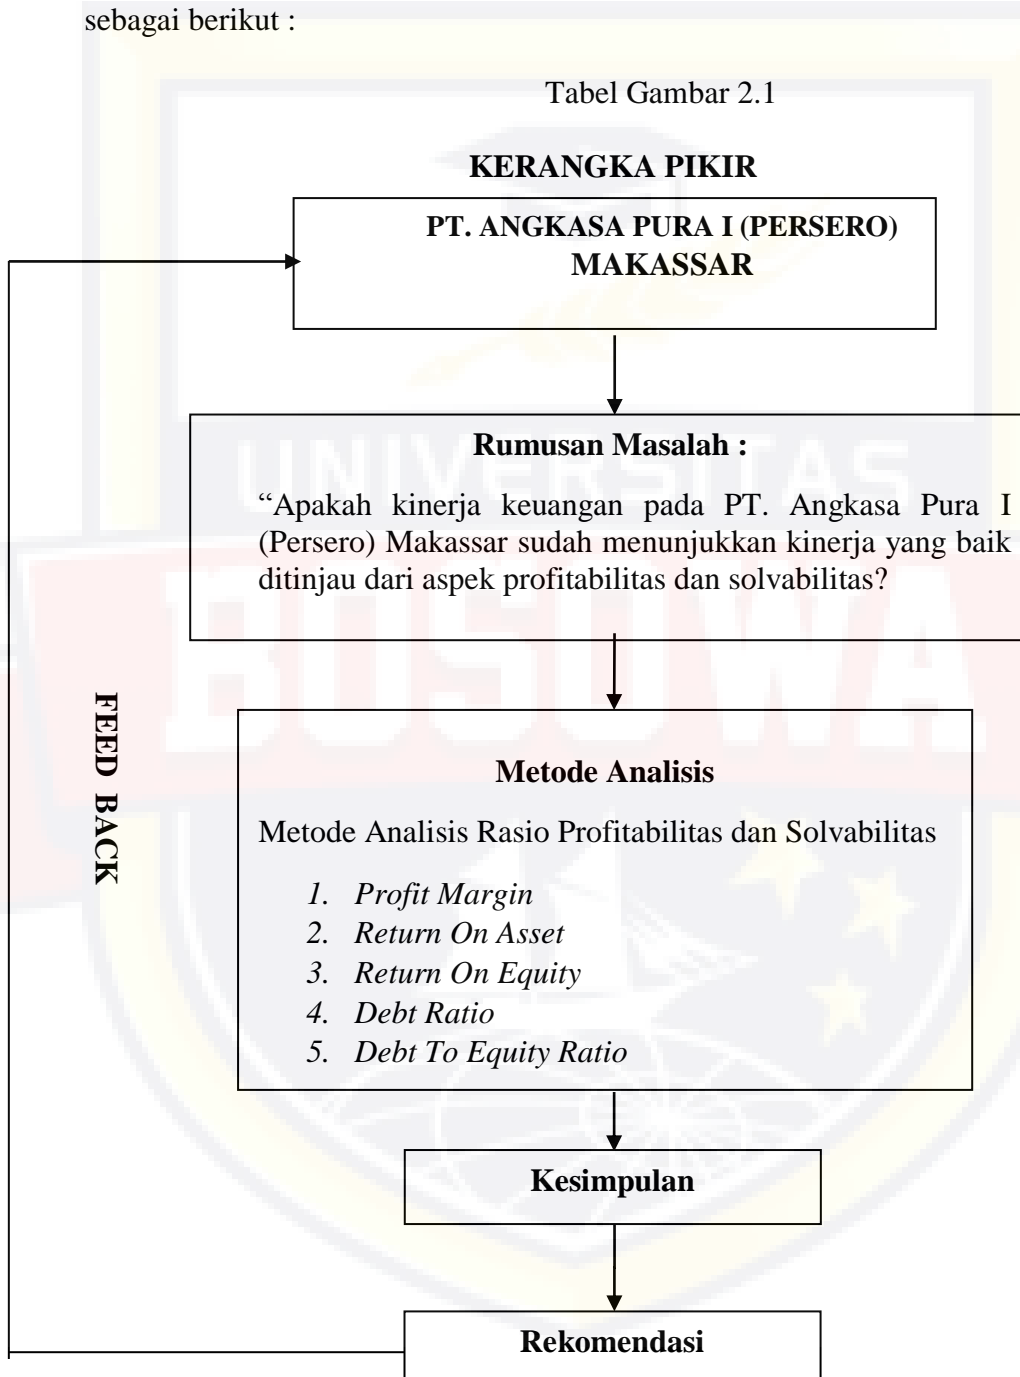 sebagai berikut :
Tabel Gambar 2.1
KERANGKA PIKIR
PT. ANGKASA PURA I (PERSERO)
MAKASSAR
Rumusan Masalah :
“Apakah kinerja keuangan pada PT. Angkasa Pura I
(Persero) Makassar sudah menunjukkan kinerja yang baik
ditinjau dari aspek profitabilitas dan solvabilitas?
FEED BACK
Metode Analisis
Metode Analisis Rasio Profitabilitas dan Solvabilitas
1. Profit Margin
2. Return On Asset
3. Return On Equity
4. Debt Ratio
5. Debt To Equity Ratio
Kesimpulan
Rekomendasi
UNIVERSITAS
BOSOWA